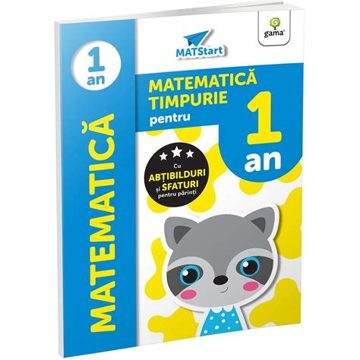 1
an
MATEMATICĂ
MATStart
gama
MATEMATICĂ
TIMPURIE
pentru
1
an
Cu
ABȚIBILDURI
și SFATURI
pentru părinți